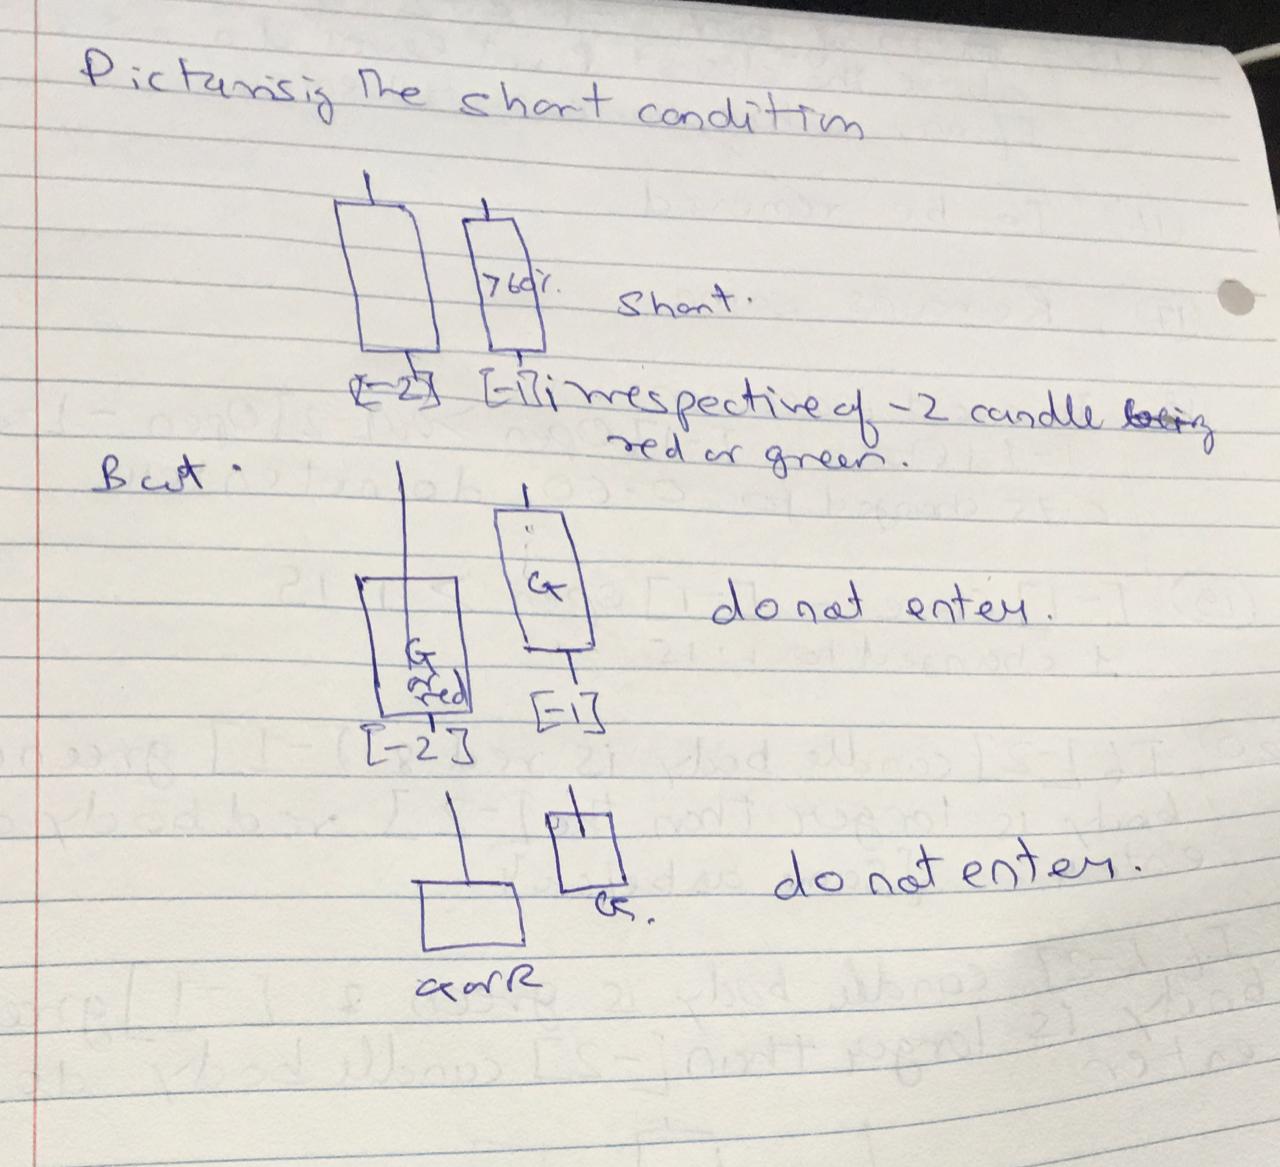 Picturisig The short condition
>60%.
Short.
[-2] [-1] irrespective of -2 candle being
red or green.
But.
G
G
do not enter.
red
[-1]
[-2]
do not enter.
G.
G or R